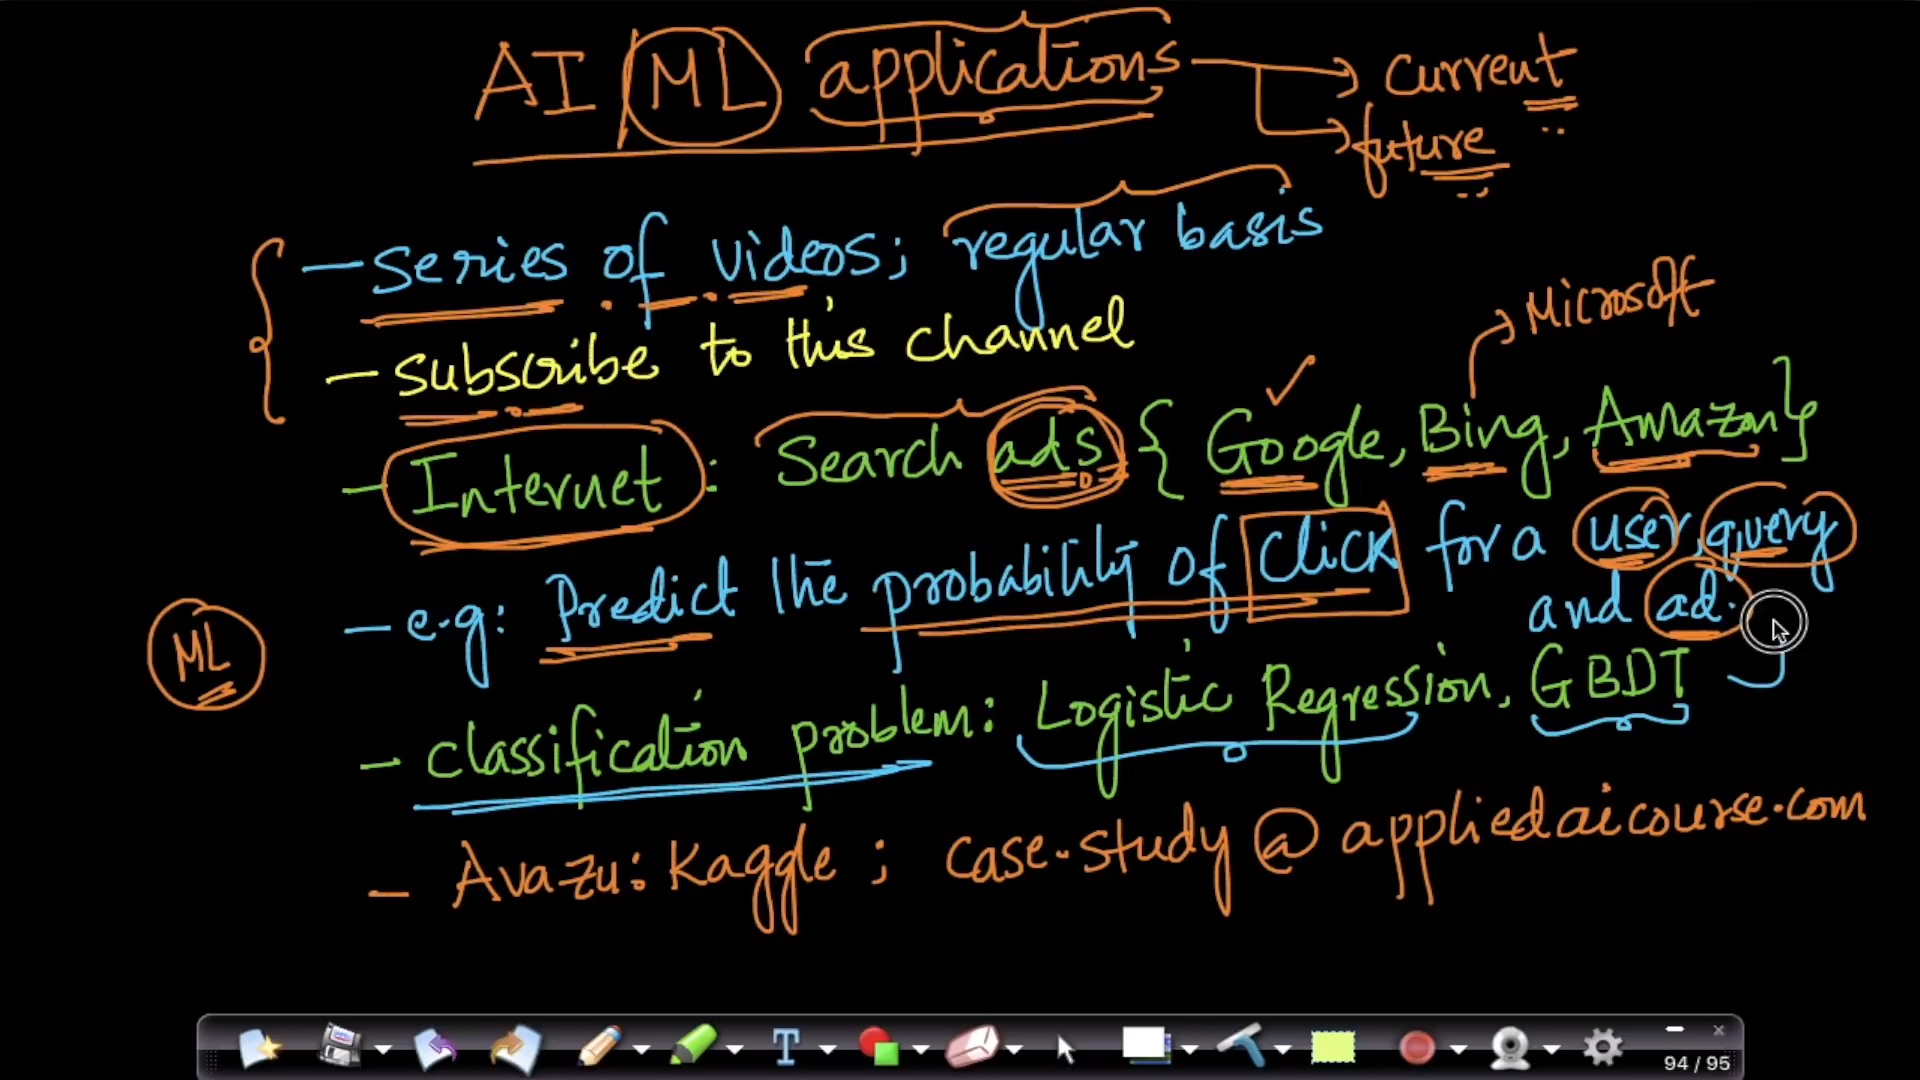 AI ML applications → current
→ future
- series of videos; regular basis
- subscribe to this channel
Microsoft
- Internet: Search ads { Google, Bing, Amazon }
- e.g: Predict the probability of click for a user, query
and ad.
ML
- classification problem: Logistic Regression, GBDT
- Avazu: Kaggle ; case-study @ appliedaicourse.com
T
94 / 95